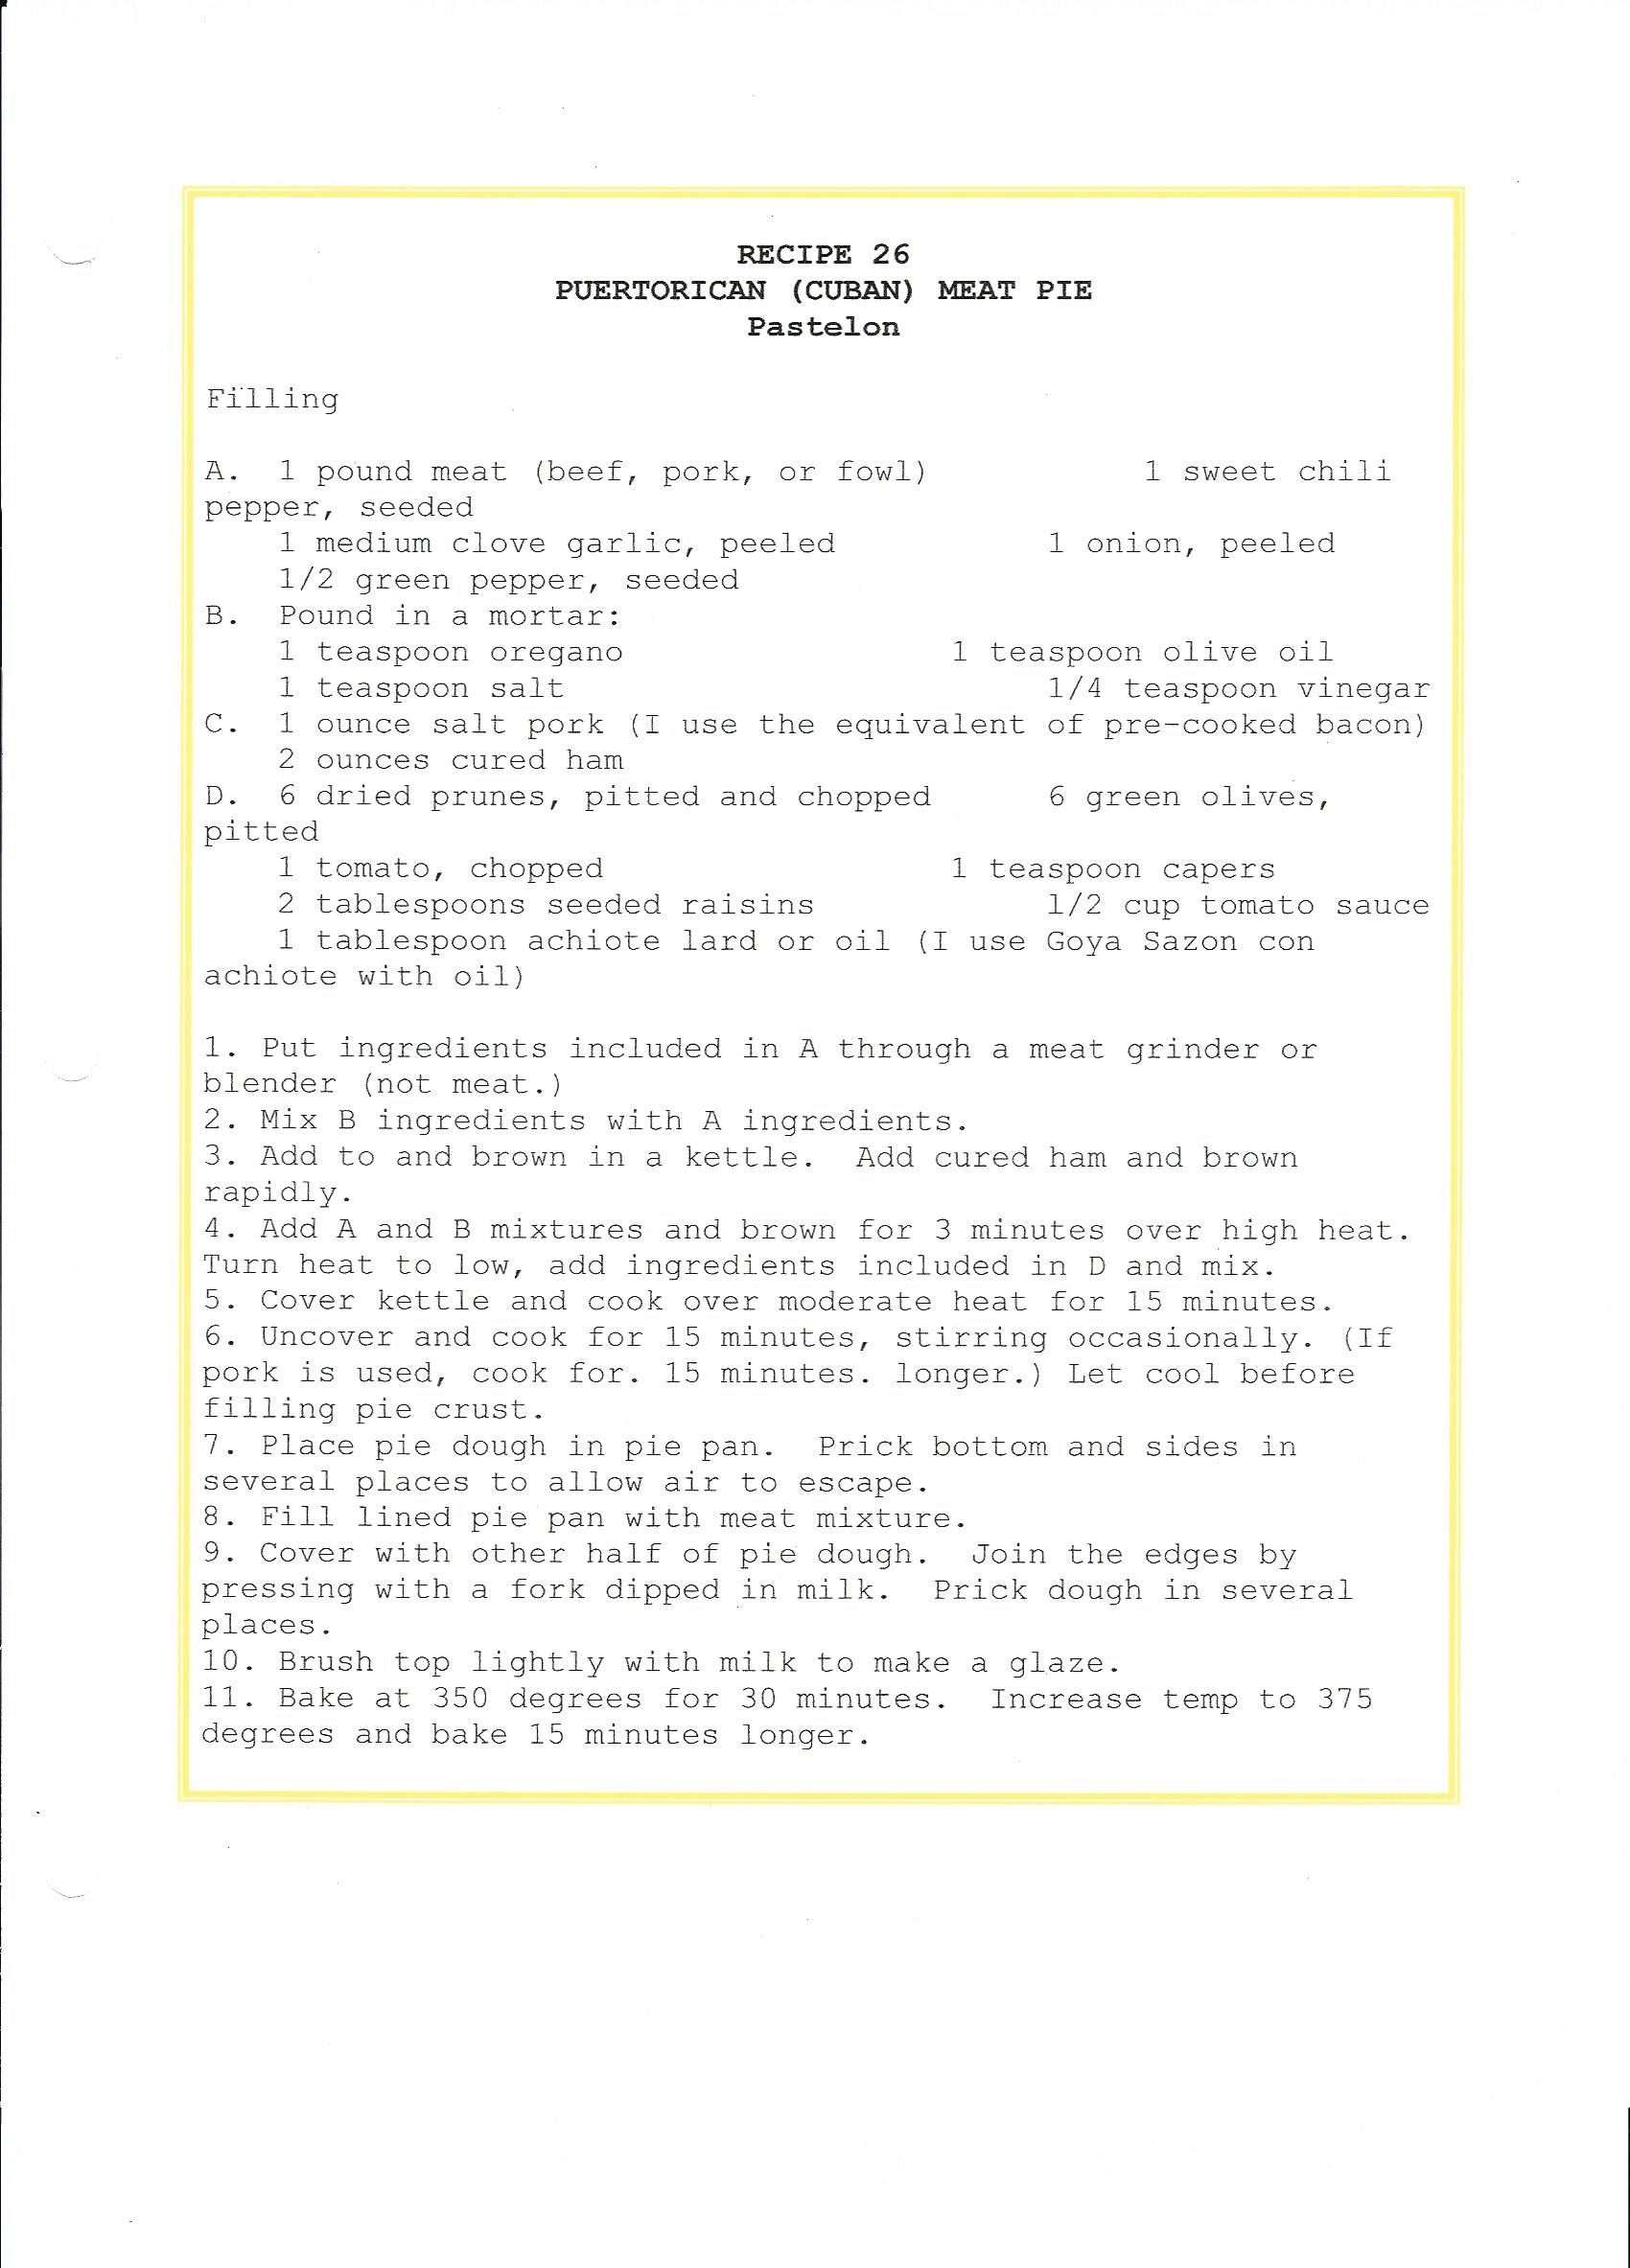 RECIPE 26
PUERTORICAN (CUBAN) MEAT PIE
Pastelon
Filling
A. 1 pound meat (beef, pork, or fowl) 1 sweet chili
pepper, seeded
1 medium clove garlic, peeled 1 onion, peeled
1/2 green pepper, seeded
B. Pound in a mortar:
1 teaspoon oregano 1 teaspoon olive oil
1 teaspoon salt 1/4 teaspoon vinegar
C. 1 ounce salt pork (I use the equivalent of pre-cooked bacon)
2 ounces cured ham
D. 6 dried prunes, pitted and chopped 6 green olives,
pitted
1 tomato, chopped 1 teaspoon capers
2 tablespoons seeded raisins 1/2 cup tomato sauce
1 tablespoon achiote lard or oil (I use Goya Sazon con
achiote with oil)
1. Put ingredients included in A through a meat grinder or
blender (not meat.)
2. Mix B ingredients with A ingredients.
3. Add to and brown in a kettle. Add cured ham and brown
rapidly.
4. Add A and B mixtures and brown for 3 minutes over high heat.
Turn heat to low, add ingredients included in D and mix.
5. Cover kettle and cook over moderate heat for 15 minutes.
6. Uncover and cook for 15 minutes, stirring occasionally. (If
pork is used, cook for. 15 minutes. longer.) Let cool before
filling pie crust.
7. Place pie dough in pie pan. Prick bottom and sides in
several places to allow air to escape.
8. Fill lined pie pan with meat mixture.
9. Cover with other half of pie dough. Join the edges by
pressing with a fork dipped in milk. Prick dough in several
places.
10. Brush top lightly with milk to make a glaze.
11. Bake at 350 degrees for 30 minutes. Increase temp to 375
degrees and bake 15 minutes longer.